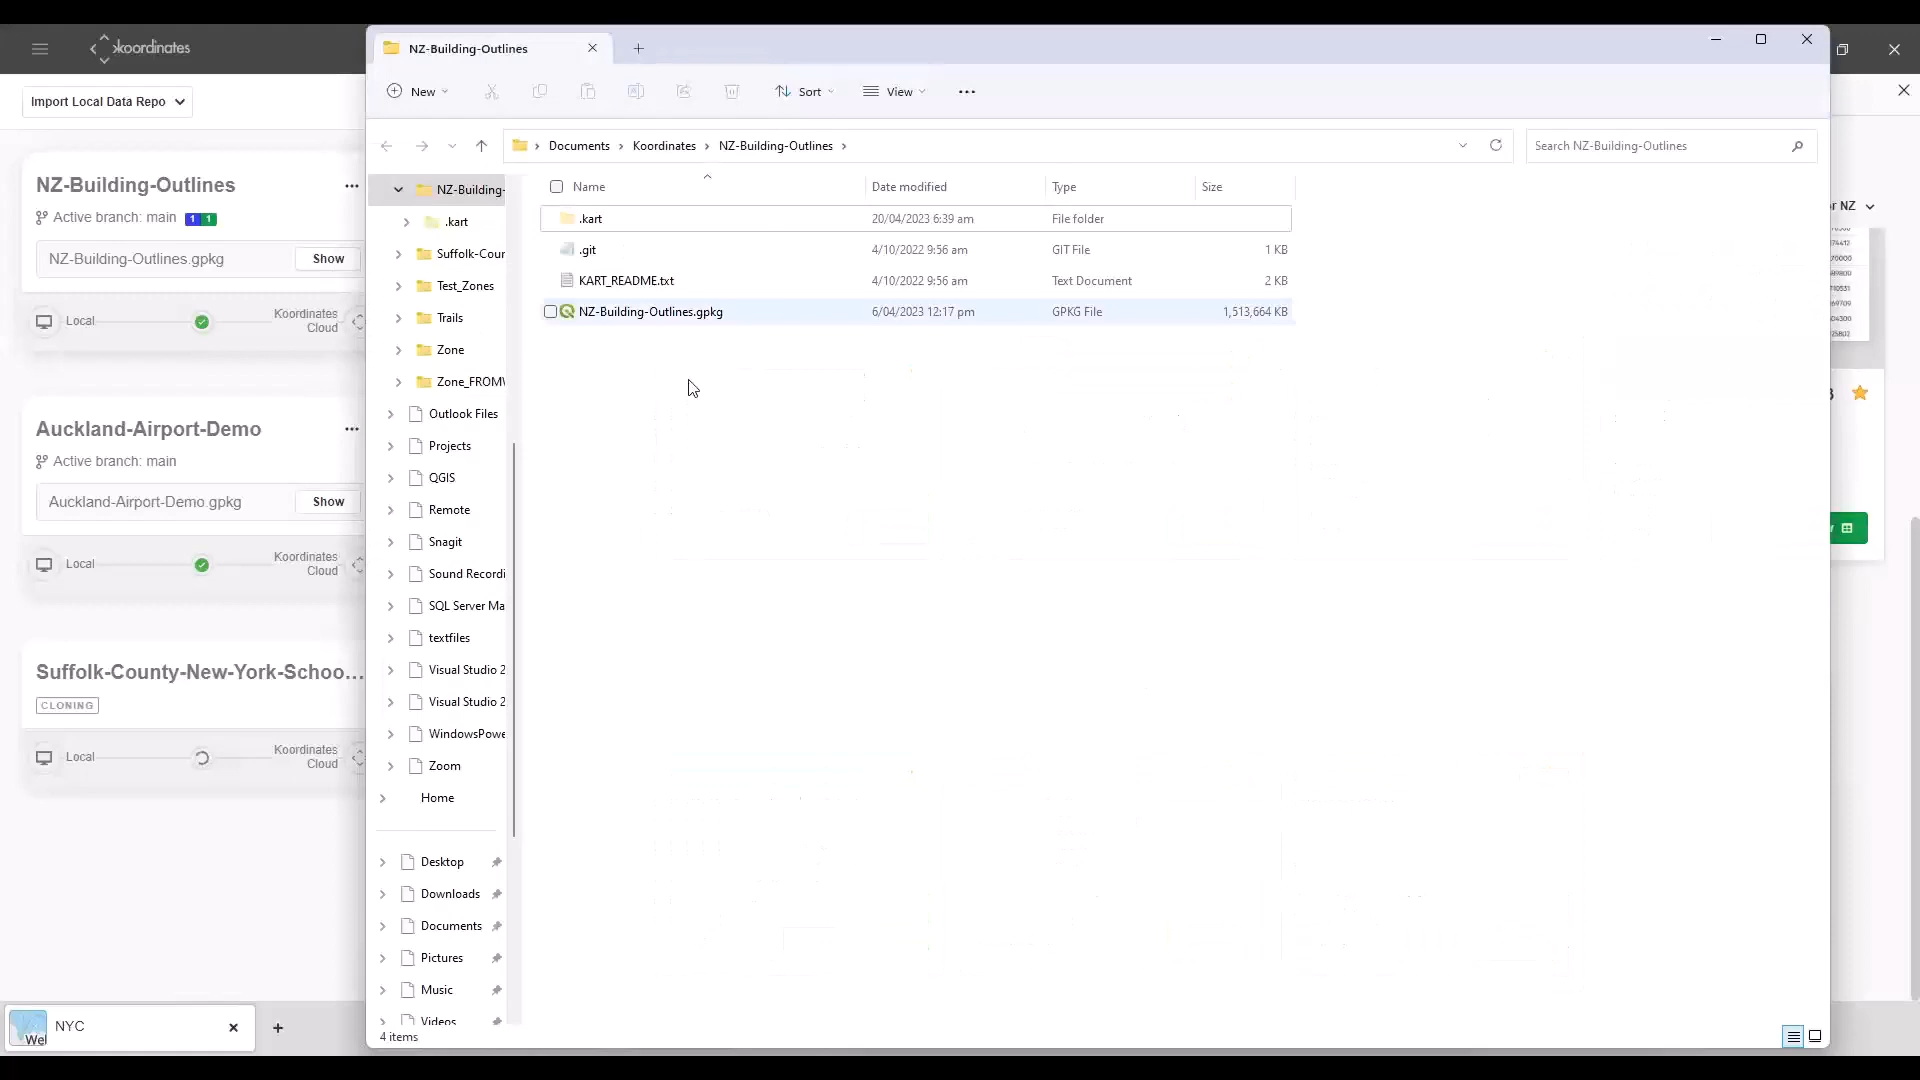 koordinates
Import Local Data Repo
NZ-Building-Outlines
Active branch: main
1 1
NZ-Building-Outlines.gpkg
Show
Local
Koordinates
Cloud
Auckland-Airport-Demo
Active branch: main
Auckland-Airport-Demo.gpkg
Show
Local
Koordinates
Cloud
Suffolk-County-New-York-Schoo...
CLONING
Local
Koordinates
Cloud
NYC
Wel
NZ-Building-Outlines
New
Sort
View
Documents
Koordinates
NZ-Building-Outlines
Search NZ-Building-Outlines
NZ-Building-
.kart
Suffolk-Cour
Test_Zones
Trails
Zone
Zone_FROM
Outlook Files
Projects
QGIS
Remote
Snagit
Sound Recordi
SQL Server Ma
textfiles
Visual Studio 2
Visual Studio 2
WindowsPowe
Zoom
Home
Desktop
Downloads
Documents
Pictures
Music
Videos
Name Date modified Type Size
.kart 20/04/2023 6:39 am File folder
.git 4/10/2022 9:56 am GIT File 1 KB
KART_README.txt 4/10/2022 9:56 am Text Document 2 KB
NZ-Building-Outlines.gpkg 6/04/2023 12:17 pm GPKG File 1,513,664 KB
4 items
NZ
74412